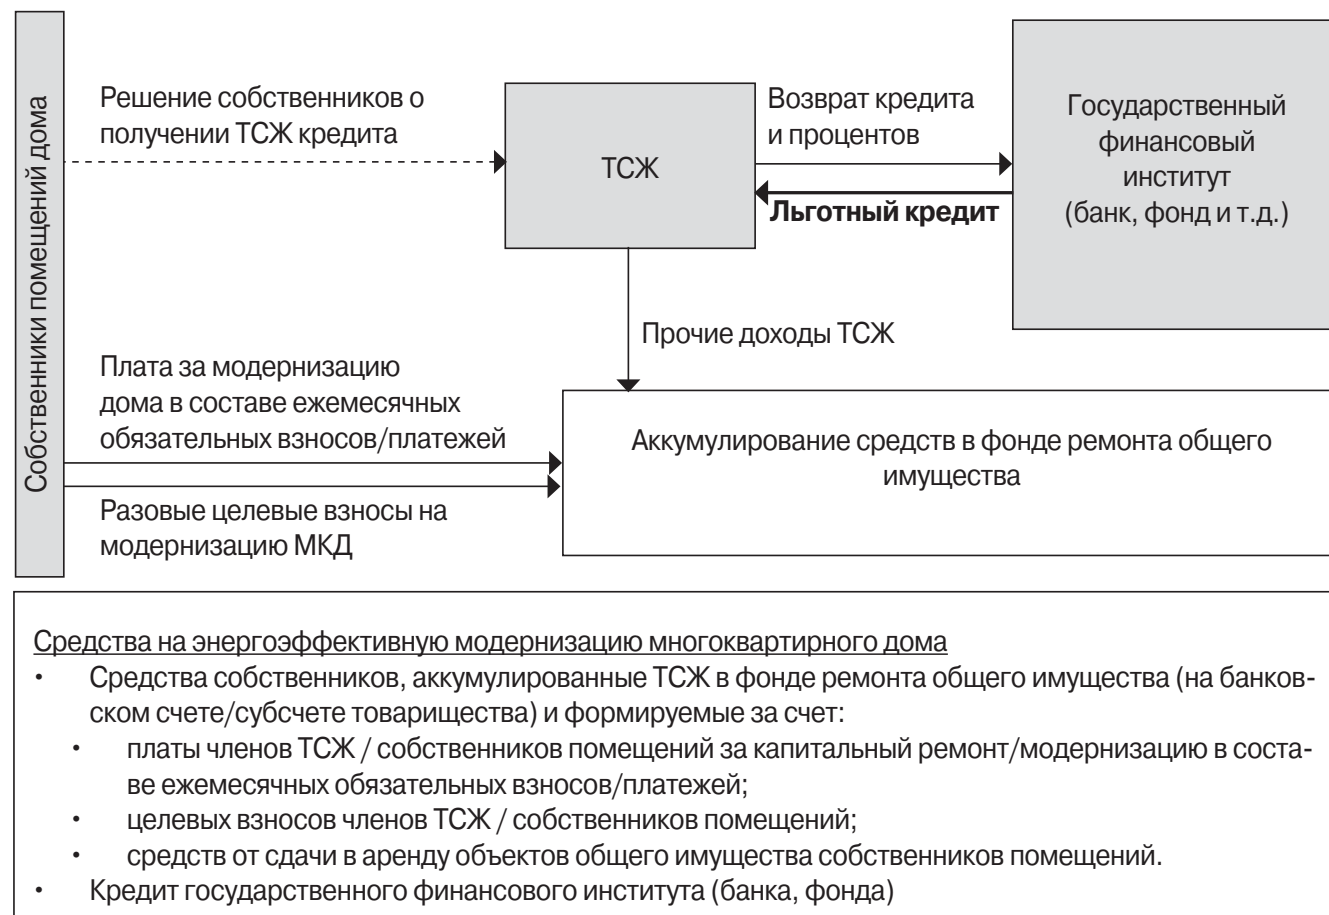 Собственники помещений дома
Решение собственников о
получении ТСЖ кредита
ТСЖ
Возврат кредита
и процентов
Льготный кредит
Государственный
финансовый
институт
(банк, фонд и т.д.)
Прочие доходы ТСЖ
Плата за модернизацию
дома в составе ежемесячных
обязательных взносов/платежей
Разовые целевые взносы на
модернизацию МКД
Аккумулирование средств в фонде ремонта общего
имущества
Средства на энергоэффективную модернизацию многоквартирного дома
• Средства собственников, аккумулированные ТСЖ в фонде ремонта общего имущества (на банков-
ском счете/субсчете товарищества) и формируемые за счет:
• платы членов ТСЖ / собственников помещений за капитальный ремонт/модернизацию в соста-
ве ежемесячных обязательных взносов/платежей;
• целевых взносов членов ТСЖ / собственников помещений;
• средств от сдачи в аренду объектов общего имущества собственников помещений.
• Кредит государственного финансового института (банка, фонда)